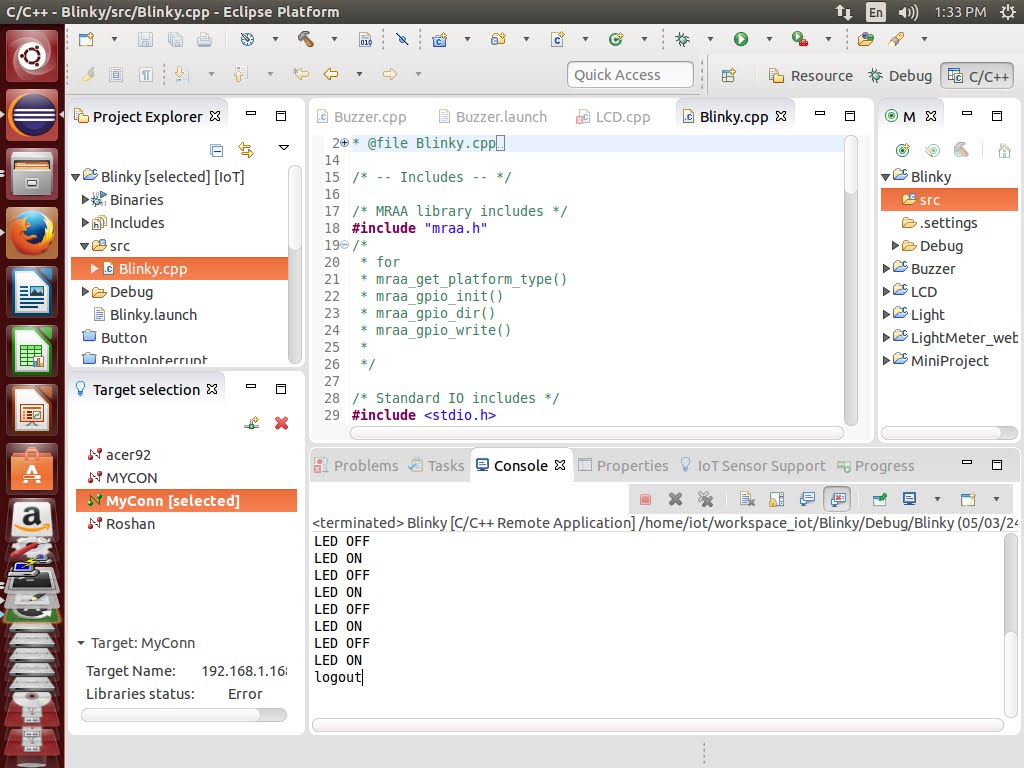 C/C++ - Blinky/src/Blinky.cpp - Eclipse Platform
En
1:33 PM
010
Quick Access
Resource
Debug
C/C++
Project Explorer
Blinky [selected] [IoT]
Binaries
Includes
src
Blinky.cpp
Debug
Blinky.launch
Button
ButtonInterrupt
Buzzer.cpp
Buzzer.launch
LCD.cpp
Blinky.cpp
2 * @file Blinky.cpp
14
15 /* -- Includes -- */
16
17 /* MRAA library includes */
18 #include "mraa.h"
19 /*
20  * for
21  * mraa_get_platform_type()
22  * mraa_gpio_init()
23  * mraa_gpio_dir()
24  * mraa_gpio_write()
25  *
26  */
27
28 /* Standard IO includes */
29 #include <stdio.h>
M
Blinky
src
.settings
Debug
Buzzer
LCD
Light
LightMeter_web
MiniProject
Target selection
acer92
MYCON
MyConn [selected]
Roshan
Target: MyConn
Target Name: 192.168.1.16
Libraries status: Error
Problems
Tasks
Console
Properties
IoT Sensor Support
Progress
<terminated> Blinky [C/C++ Remote Application] /home/iot/workspace_iot/Blinky/Debug/Blinky (05/03/24
LED OFF
LED ON
LED OFF
LED ON
LED OFF
LED ON
LED OFF
LED ON
logout
a